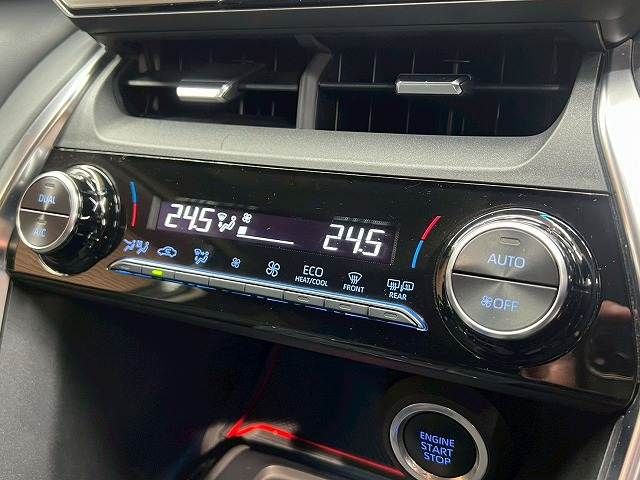 DUAL
A/C
24.5
24.5
AUTO
OFF
ECO
HEAT/COOL
FRONT
REAR
ENGINE
START
STOP